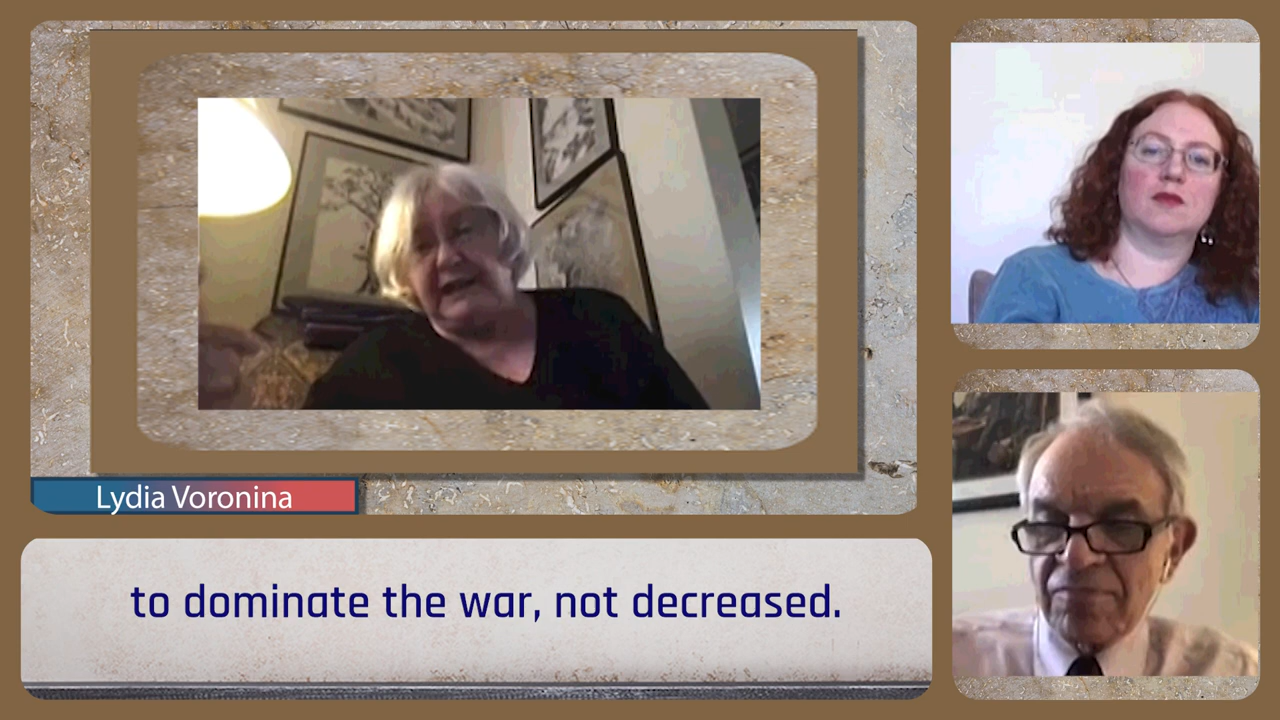 Lydia Voronina
to dominate the war, not decreased.